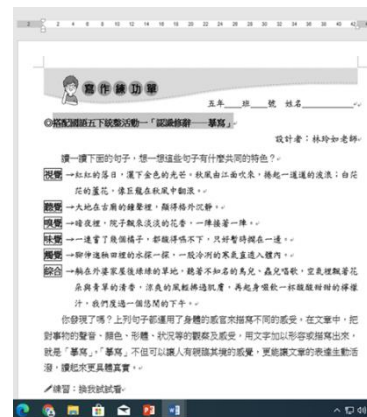 寫作練功單
五年___班___號 姓名________
◎搭配國語五下統整活動一「認識修辭——摹寫」
設計者：林玲如老師
讀一讀下面的句子，想一想這些句子有什麼共同的特色？
視覺→紅紅的落日，灑下金色的光芒。秋風由江面吹來，捲起一道道的波浪；白花
花的蘆花，像巨龍在秋風中翻滾。
聽覺→大地在古廟的鐘聲裡，顯得格外沉靜。
嗅覺→暗夜裡，院子飄來淡淡的花香，一陣接著一陣。
味覺→一連嘗了幾個橘子，都酸得嚥不下，只好暫時擱在一邊。
觸覺→腳伸進秧田裡的水探一探，一股冷冽的寒氣直透入體內。
綜合→躺在外婆家屋後綠綠的草地，聽著不知名的鳥兒、蟲兒唱歌，空氣裡飄著花
朵與青草的清香，涼爽的風輕拂過肌膚，再起身喝飲一杯酸酸甜甜的檸檬
汁，我們度過一個悠閒的下午。
你發現了嗎？上列句子都運用了身體的感官來描寫不同的感受。在文章中，把
對事物的聲音、顏色、形體、狀況等的觀察及感受，用文字加以形容或描寫出來，
就是「摹寫」。「摹寫」不但可以讓人有親臨其境的感覺，更能讓文章的表達生動活
潑，讀起來更具體真實。
練習：換我試試看